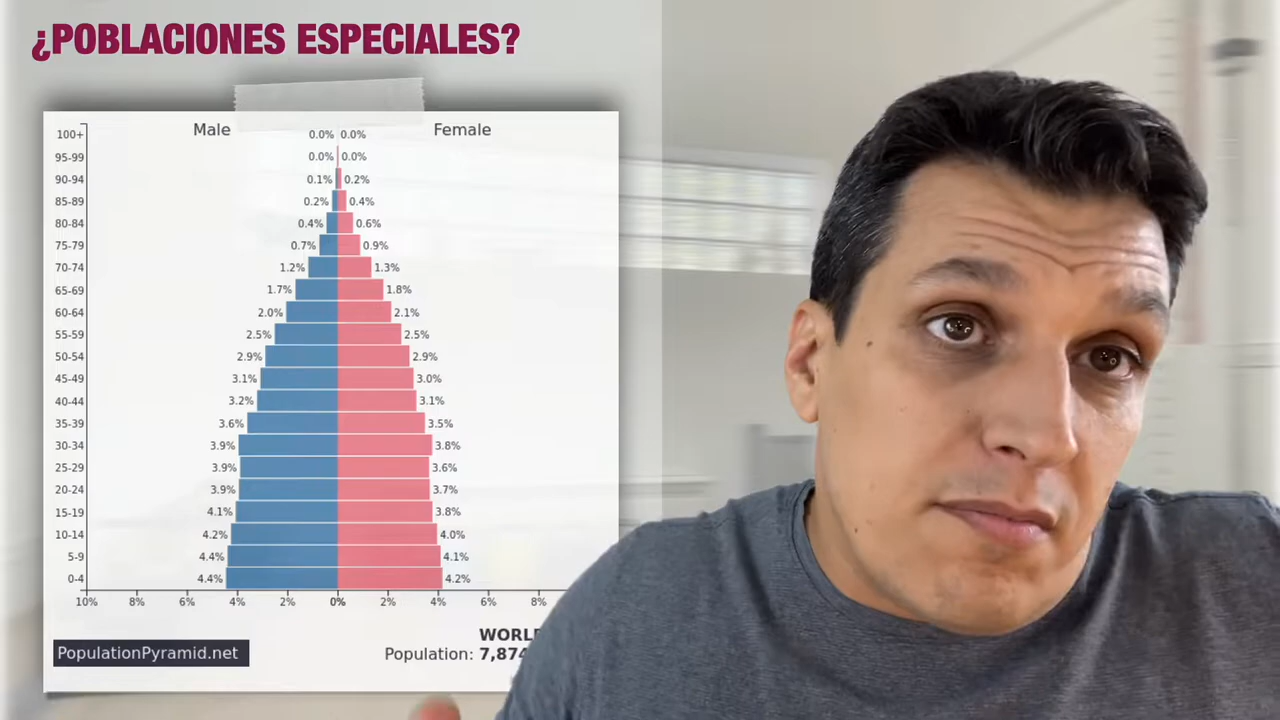 ¿POBLACIONES ESPECIALES?
Male Female
100+ 0.0% 0.0%
95-99 0.0% 0.0%
90-94 0.1% 0.2%
85-89 0.2% 0.4%
80-84 0.4% 0.6%
75-79 0.7% 0.9%
70-74 1.2% 1.3%
65-69 1.7% 1.8%
60-64 2.0% 2.1%
55-59 2.5% 2.5%
50-54 2.9% 2.9%
45-49 3.1% 3.0%
40-44 3.2% 3.1%
35-39 3.6% 3.5%
30-34 3.9% 3.8%
25-29 3.9% 3.6%
20-24 3.9% 3.7%
15-19 4.1% 3.8%
10-14 4.2% 4.0%
5-9 4.4% 4.1%
0-4 4.4% 4.2%
10% 8% 6% 4% 2% 0% 2% 4% 6% 8%
PopulationPyramid.net
Population: 7,874